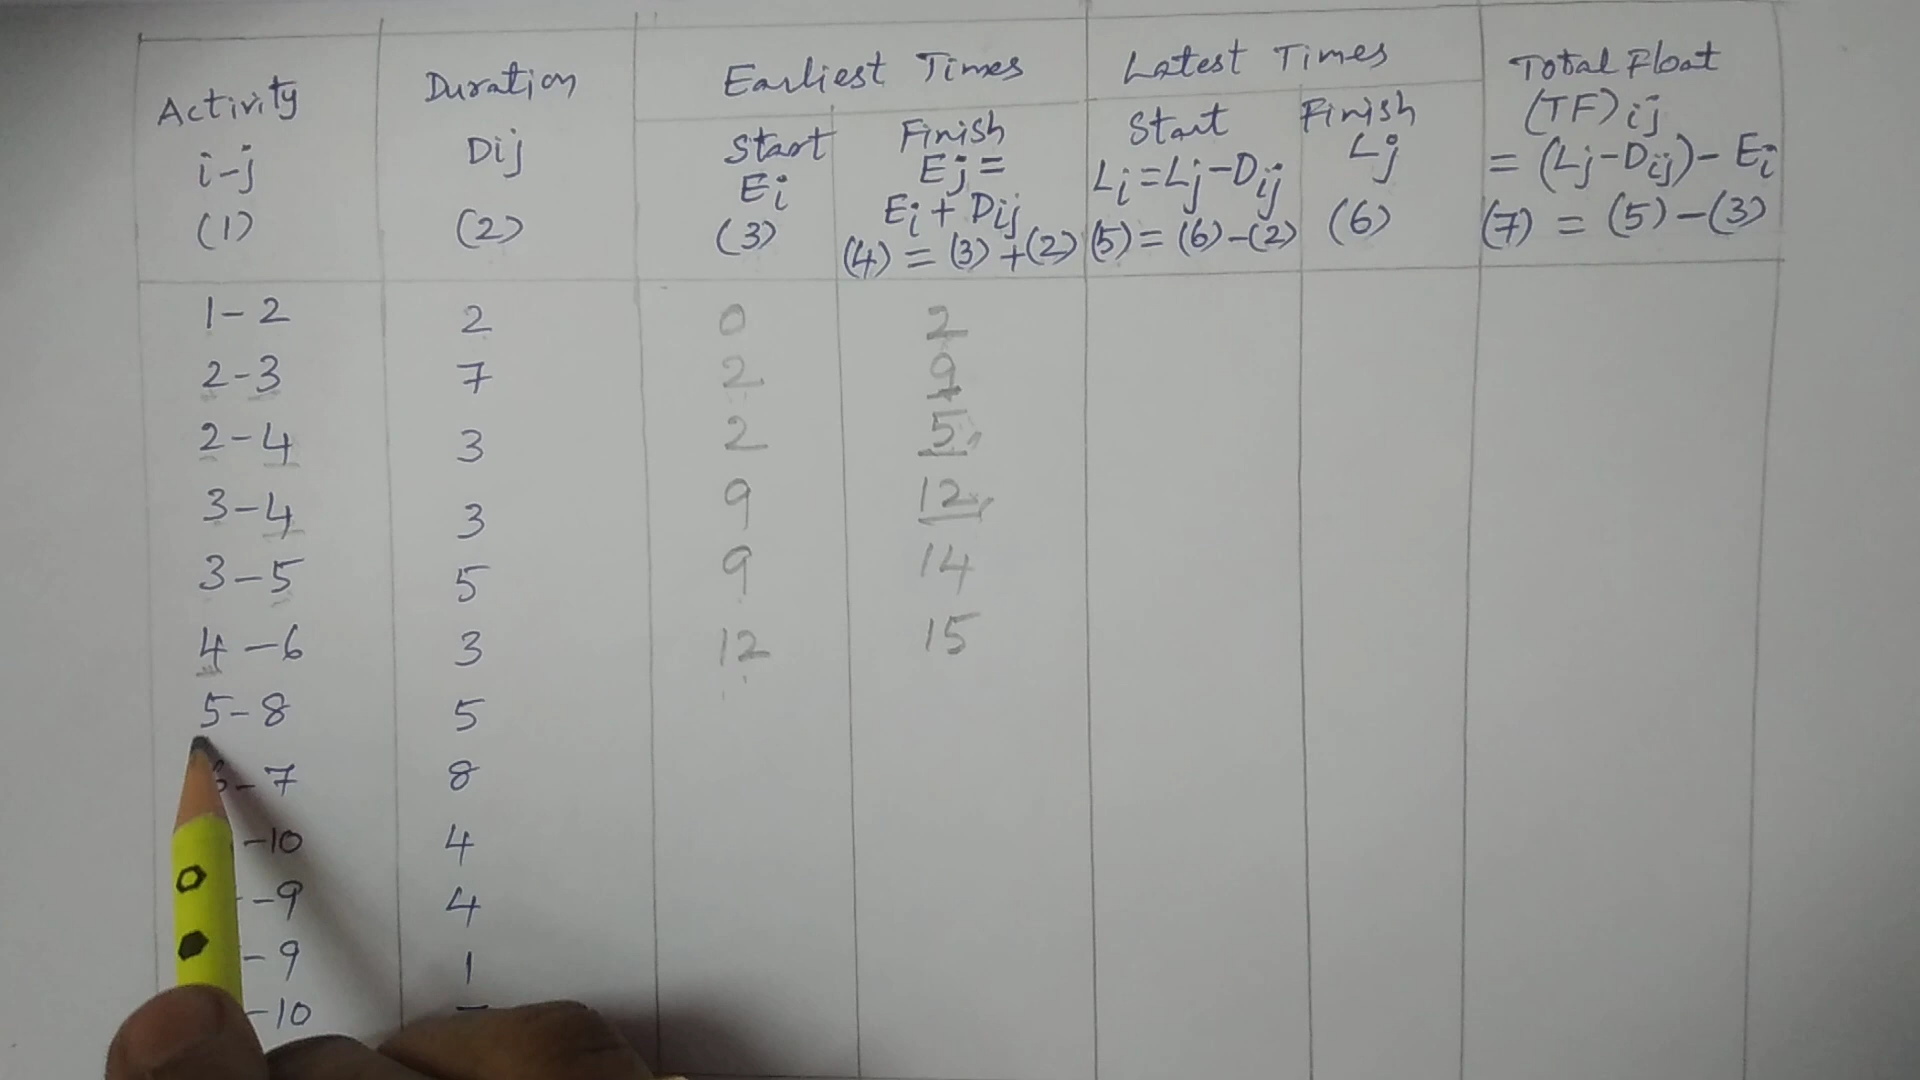 Activity
i-j
(1)
Duration
Dij
(2)
Earliest Times
Start
Ei
(3)
Finish
Ej =
Ei + Dij
(4) = (3) + (2)
Latest Times
Start
Li = Lj - Dij
(5) = (6) - (2)
Finish
Lj
(6)
Total Float
(TF) ij
= (Lj - Dij) - Ei
(7) = (5) - (3)
1-2 2 0 2
2-3 7 2 9
2-4 3 2 5
3-4 3 9 12
3-5 5 9 14
4-6 3 12 15
5-8 5
-7 8
-10 4
-9 4
-9 1
-10